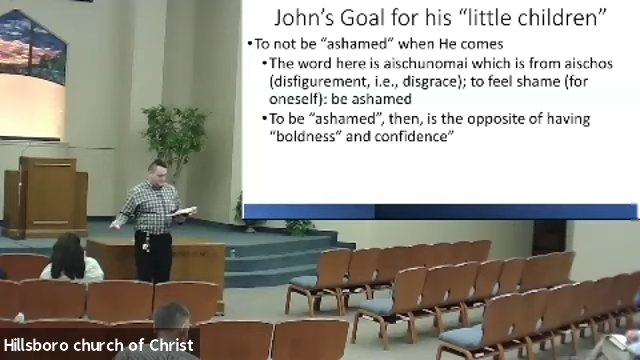 John's Goal for his "little children"
•To not be "ashamed" when He comes
•The word here is aischunomai which is from aischos
(disfigurement, i.e., disgrace); to feel shame (for
oneself): be ashamed
•To be "ashamed", then, is the opposite of having
"boldness" and confidence"
Hillsboro church of Christ